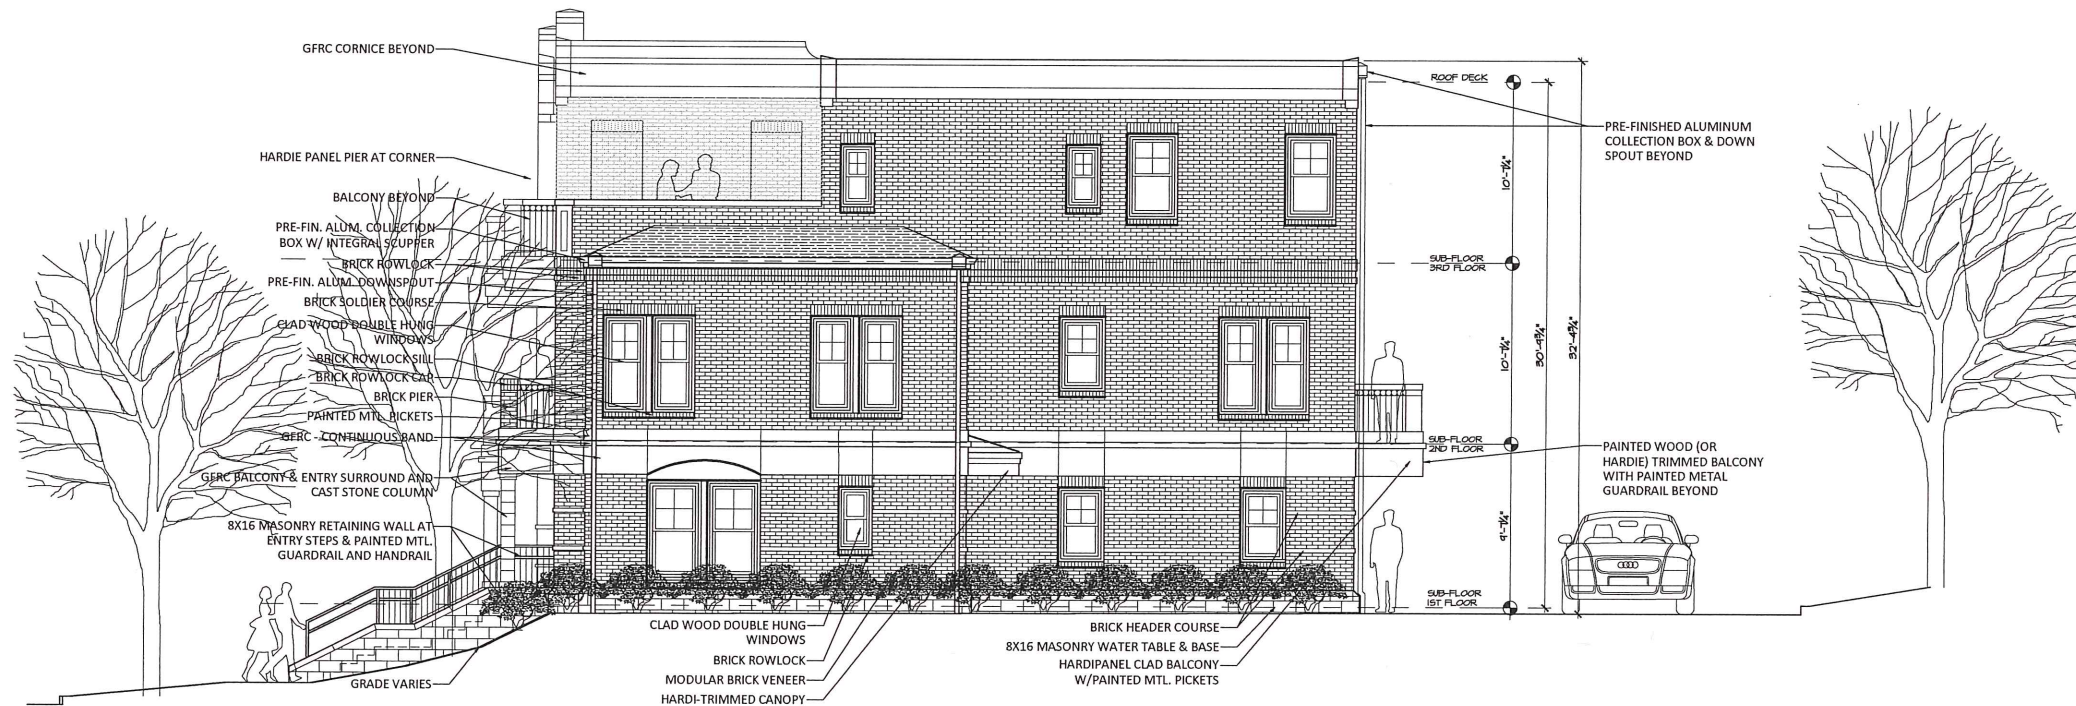 GFRC CORNICE BEYOND
HARDIE PANEL PIER AT CORNER
BALCONY BEYOND
PRE-FIN. ALUM. COLLECTION
BOX W/ INTEGRAL SCUPPER
BRICK ROWLOCK
PRE-FIN. ALUM. DOWNSPOUT
BRICK SOLDIER COURSE
CLAD WOOD DOUBLE HUNG
WINDOWS
BRICK ROWLOCK SILL
BRICK ROWLOCK CAP
BRICK PIER
PAINTED MTL. PICKETS
GFRC - CONTINUOUS BAND
GFRC BALCONY & ENTRY SURROUND AND
CAST STONE COLUMN
8X16 MASONRY RETAINING WALL AT
ENTRY STEPS & PAINTED MTL.
GUARDRAIL AND HANDRAIL
GRADE VARIES
CLAD WOOD DOUBLE HUNG
WINDOWS
BRICK ROWLOCK
MODULAR BRICK VENEER
HARDI-TRIMMED CANOPY
BRICK HEADER COURSE
8X16 MASONRY WATER TABLE & BASE
HARDIPANEL CLAD BALCONY
W/PAINTED MTL. PICKETS
ROOF DECK
SUB-FLOOR
3RD FLOOR
SUB-FLOOR
2ND FLOOR
SUB-FLOOR
1ST FLOOR
10'-7¼"
10'-7¼"
9'-7¼"
30'-4¾"
32'-4¾"
PRE-FINISHED ALUMINUM
COLLECTION BOX & DOWN
SPOUT BEYOND
PAINTED WOOD (OR
HARDIE) TRIMMED BALCONY
WITH PAINTED METAL
GUARDRAIL BEYOND